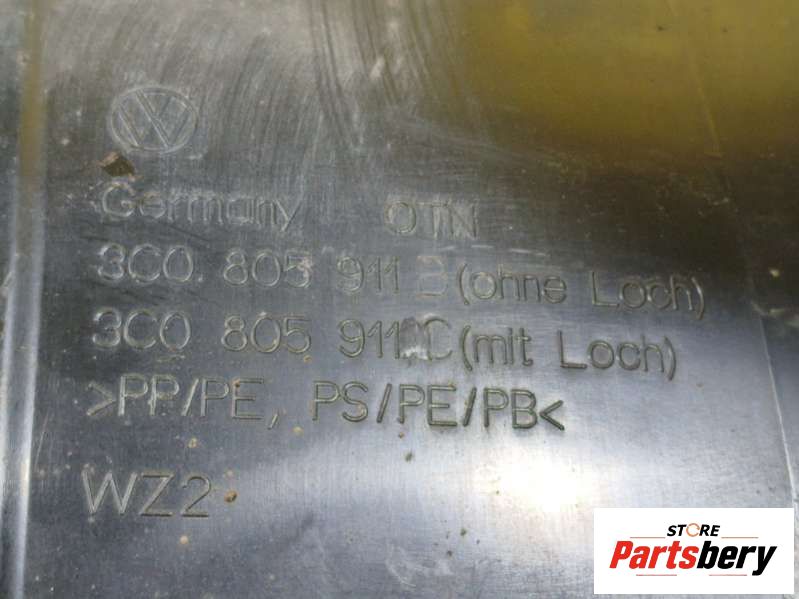 VW
Germany OTN
3C0 805 911 (ohne Loch)
3C0 805 911 C (mit Loch)
>PP/PE, PS/PE/PB<
WZ2
STORE
Partsbery